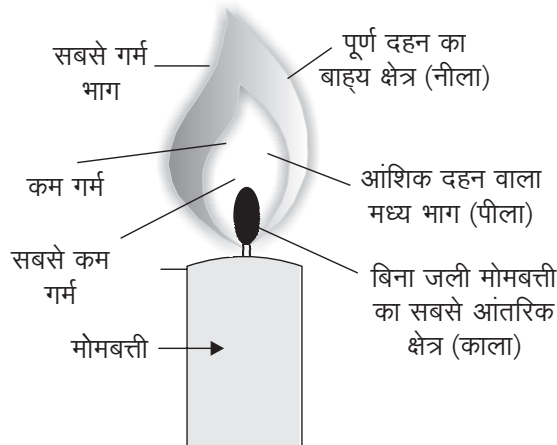 सबसे गर्म
भाग
पूर्ण दहन का
बाह्य क्षेत्र (नीला)
कम गर्म
आंशिक दहन वाला
मध्य भाग (पीला)
सबसे कम
गर्म
बिना जली मोमबत्ती
का सबसे आंतरिक
क्षेत्र (काला)
मोमबत्ती